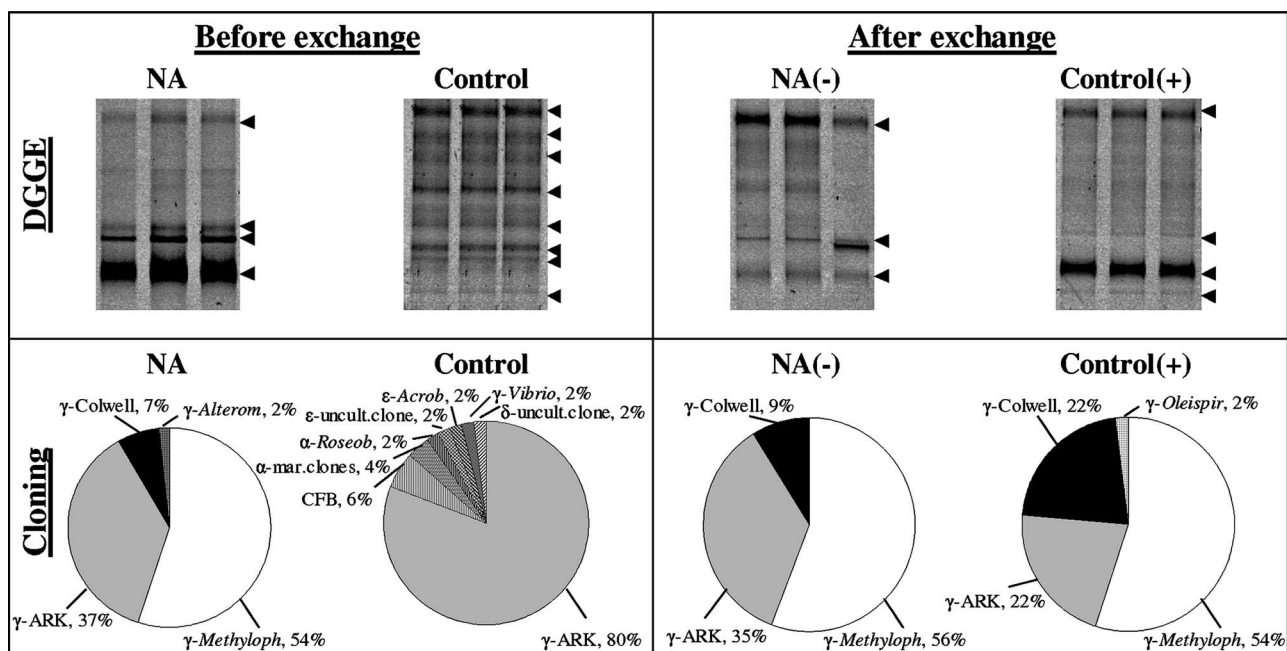 Before exchange
After exchange
NA
Control
NA(-)
Control(+)
DGGE
NA
Control
NA(-)
Control(+)
Cloning
γ-Colwell, 7%
γ-Alterom, 2%
γ-ARK, 37%
γ-Methyloph, 54%
ε-Acrob, 2%
γ-Vibrio, 2%
ε-uncult.clone, 2%
δ-uncult.clone, 2%
α-Roseob, 2%
α-mar.clones, 4%
CFB, 6%
γ-ARK, 80%
γ-Colwell, 9%
γ-ARK, 35%
γ-Methyloph, 56%
γ-Colwell, 22%
γ-Oleispir, 2%
γ-ARK, 22%
γ-Methyloph, 54%